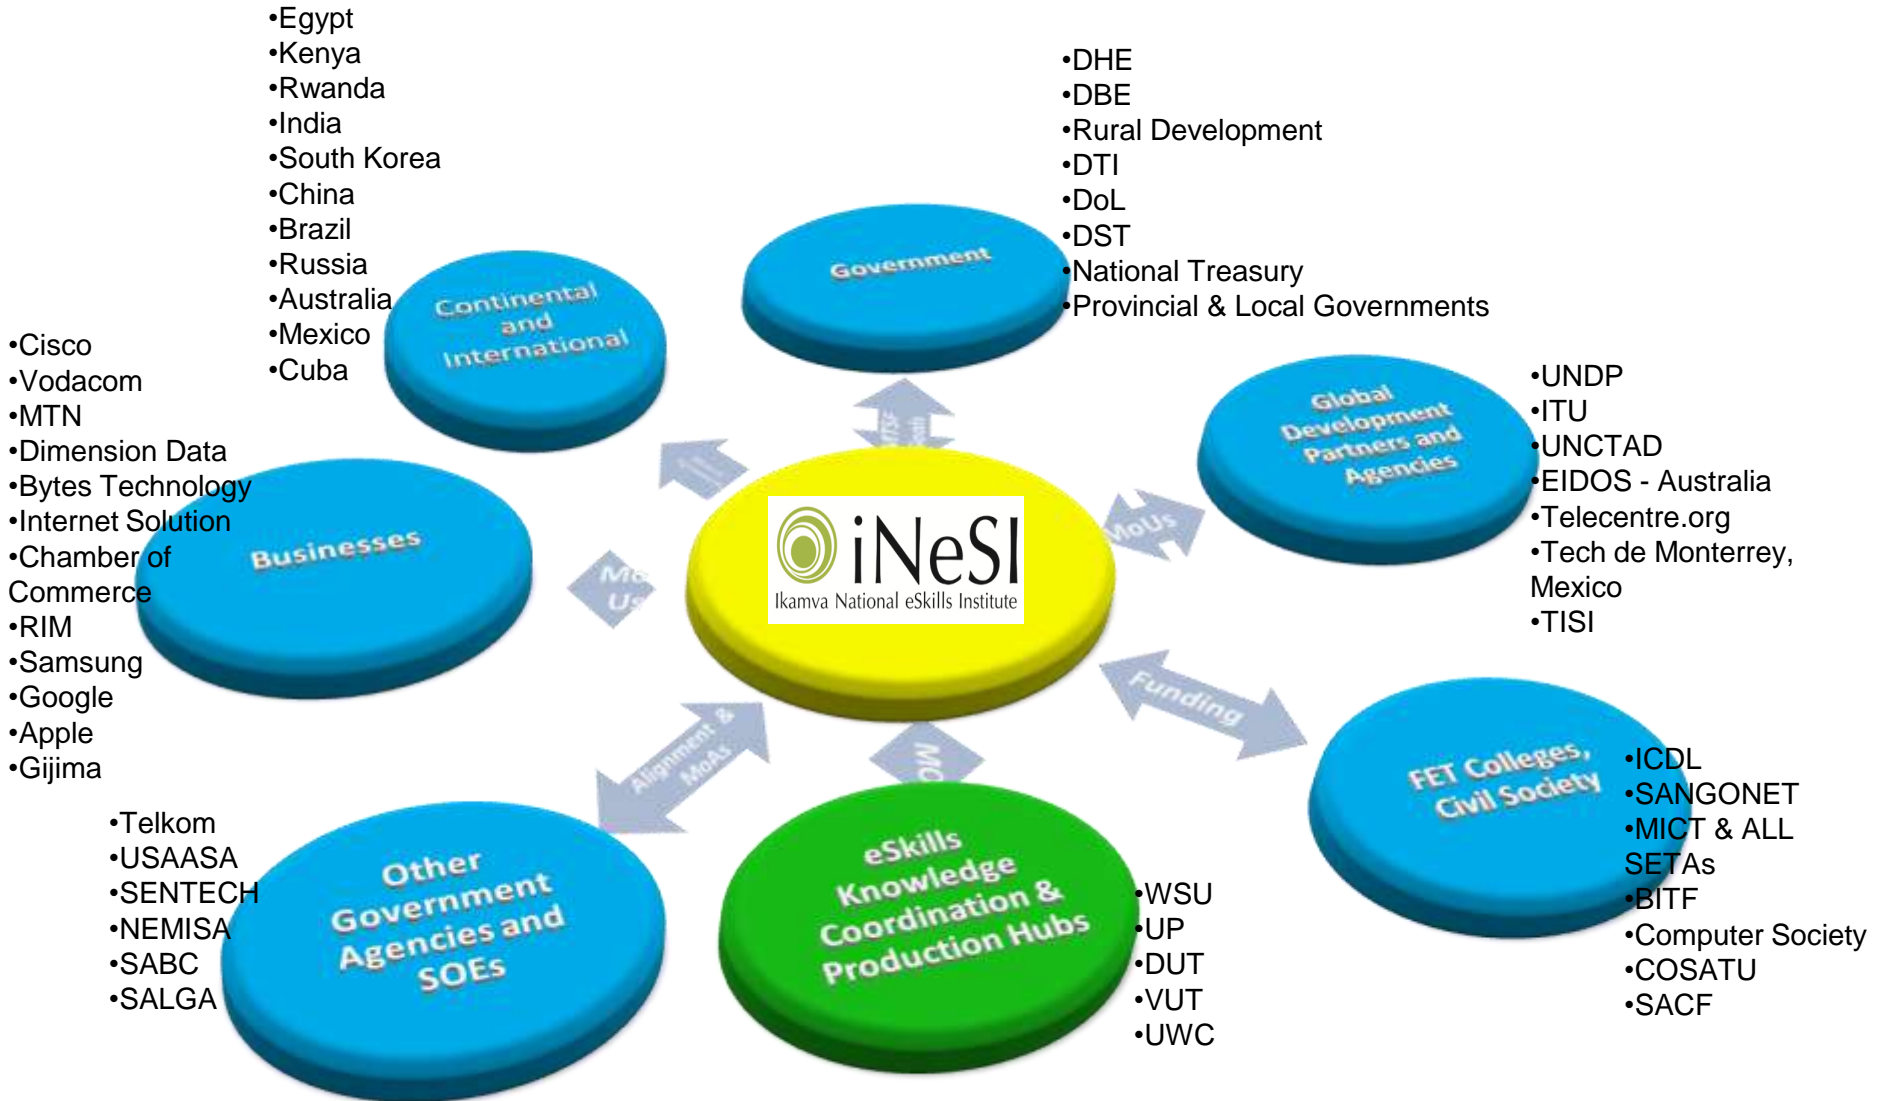 •Egypt
•Kenya
•Rwanda
•India
•South Korea
•China
•Brazil
•Russia
•Australia
•Mexico
•Cuba
Continental
and
International
Government
•DHE
•DBE
•Rural Development
•DTI
•DoL
•DST
•National Treasury
•Provincial & Local Governments
•Cisco
•Vodacom
•MTN
•Dimension Data
•Bytes Technology
•Internet Solution
•Chamber of
Commerce
•RIM
•Samsung
•Google
•Apple
•Gijima
Businesses
iNeSI
Ikamva National eSkills Institute
MoUs
Global
Development
Partners and
Agencies
•UNDP
•ITU
•UNCTAD
•EIDOS - Australia
•Telecentre.org
•Tech de Monterrey,
Mexico
•TISI
Funding
FET Colleges,
Civil Society
•ICDL
•SANGONET
•MICT & ALL
SETAs
•BITF
•Computer Society
•COSATU
•SACF
Alignment &
MoAs
•Telkom
•USAASA
•SENTECH
•NEMISA
•SABC
•SALGA
Other
Government
Agencies and
SOEs
eSkills
Knowledge
Coordination &
Production Hubs
•WSU
•UP
•DUT
•VUT
•UWC